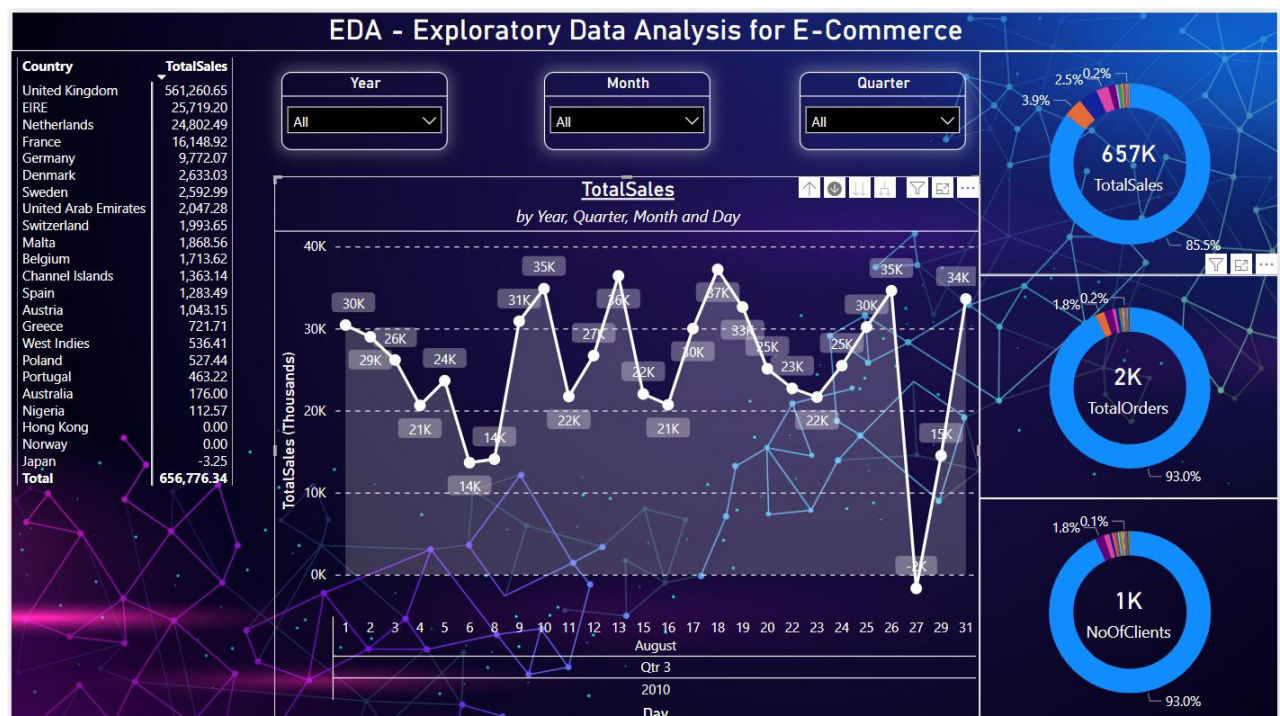 EDA - Exploratory Data Analysis for E-Commerce
Country TotalSales
United Kingdom 561,260.65
EIRE 25,719.20
Netherlands 24,802.49
France 16,148.92
Germany 9,772.07
Denmark 2,633.03
Sweden 2,592.99
United Arab Emirates 2,047.28
Switzerland 1,993.65
Malta 1,868.56
Belgium 1,713.62
Channel Islands 1,363.14
Spain 1,283.49
Austria 1,043.15
Greece 721.71
West Indies 536.41
Poland 527.44
Portugal 463.22
Australia 176.00
Nigeria 112.57
Hong Kong 0.00
Norway 0.00
Japan -3.25
Total 656,776.34
Year
All
Month
All
Quarter
All
TotalSales
by Year, Quarter, Month and Day
TotalSales (Thousands)
40K
30K
20K
10K
0K
30K
29K
26K
21K
24K
14K
14K
31K
35K
22K
27K
36K
22K
21K
30K
37K
33K
25K
23K
22K
25K
30K
35K
-2K
15K
34K
1 2 3 4 5 6 8 9 10 11 12 13 15 16 17 18 19 20 22 23 24 25 26 27 29 31
August
Qtr 3
2010
Day
2.5% 0.2%
3.9%
657K
TotalSales
85.5%
1.8% 0.2%
2K
TotalOrders
93.0%
1.8% 0.1%
1K
NoOfClients
93.0%